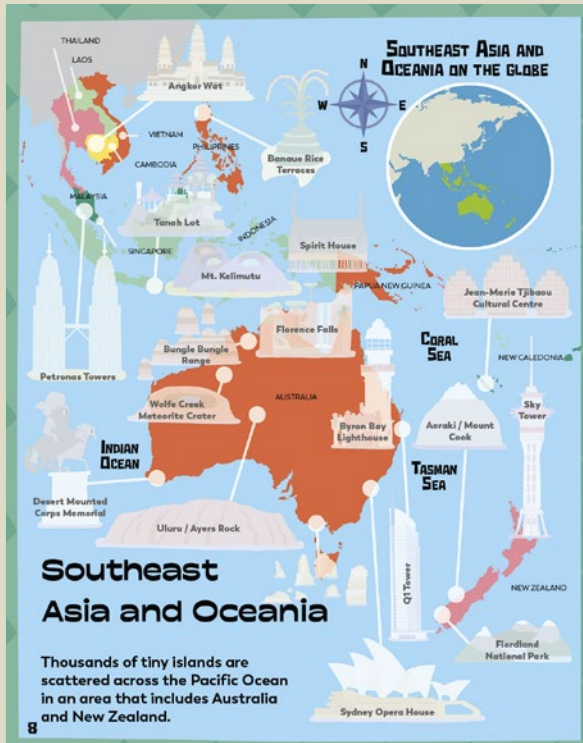 THAILAND
LAOS
Angkor Wat
VIETNAM
CAMBODIA
PHILIPPINES
Banaue Rice
Terraces
N
W
E
S
SOUTHEAST ASIA AND
OCEANIA ON THE GLOBE
MALAYSIA
SINGAPORE
Tanah Lot
INDONESIA
Mt. Kelimutu
Spirit House
PAPUA NEW GUINEA
Jean-Marie Tjibaou
Cultural Centre
Petronas Towers
Bungle Bungle
Range
Florence Falls
CORAL
SEA
NEW CALEDONIA
Wolfe Creek
Meteorite Crater
AUSTRALIA
Byron Bay
Lighthouse
Aoraki / Mount
Cook
Sky
Tower
INDIAN
OCEAN
TASMAN
SEA
Desert Mounted
Corps Memorial
Uluru / Ayers Rock
Q1 Tower
NEW ZEALAND
Fiordland
National Park
Sydney Opera House
Southeast
Asia and Oceania
Thousands of tiny islands are
scattered across the Pacific Ocean
in an area that includes Australia
and New Zealand.
8